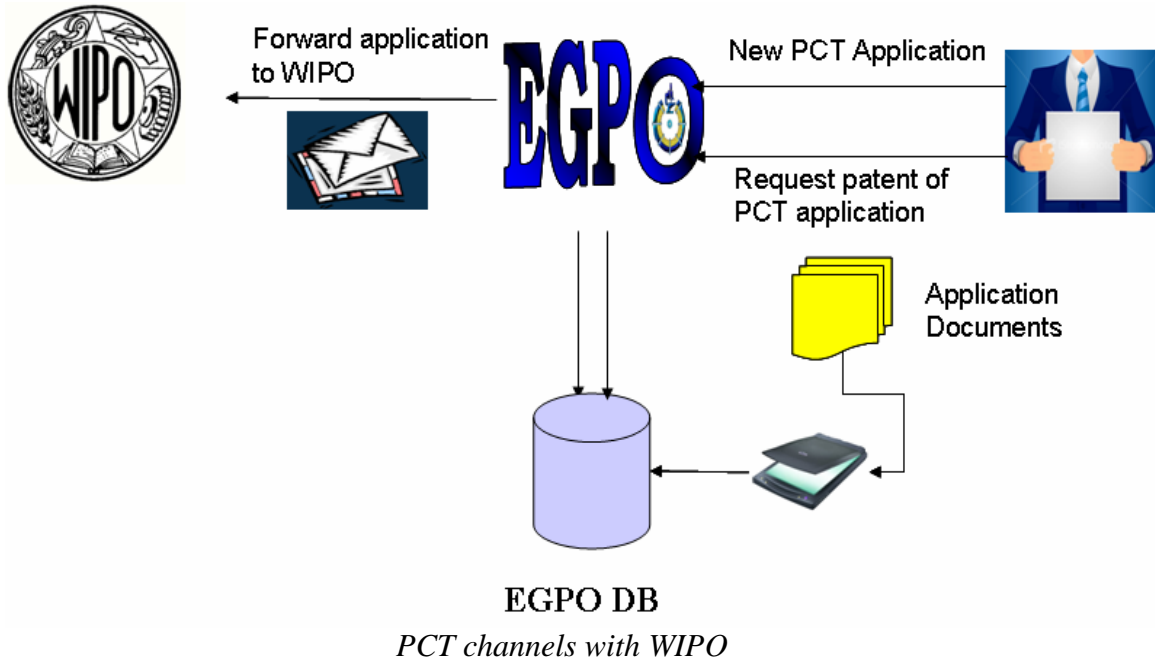 WIPO
Forward application
to WIPO
EGPO
New PCT Application
Request patent of
PCT application
Application
Documents
EGPO DB
PCT channels with WIPO